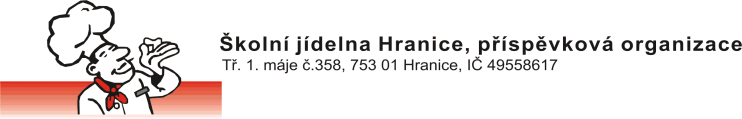 Školní jídelna Hranice, příspěvková organizace
Tř. 1. máje č.358, 753 01 Hranice, IČ 49558617